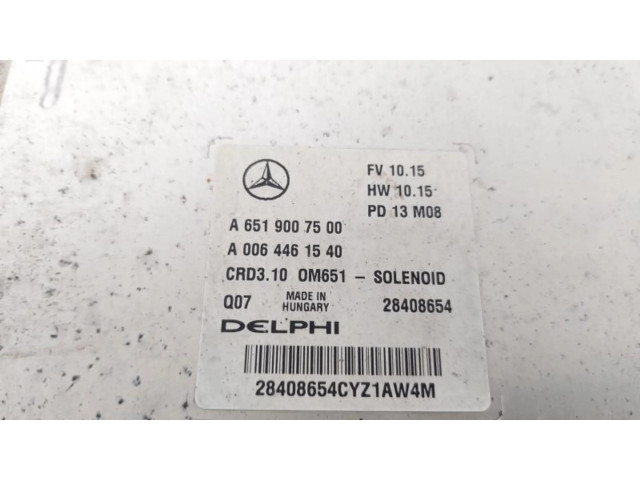 FV 10.15
HW 10.15
PD 13 M08
A 651 900 75 00
A 006 446 15 40
CRD3.10 OM651 - SOLENOID
Q07 MADE IN HUNGARY 28408654
DELPHI
28408654CYZ1AW4M